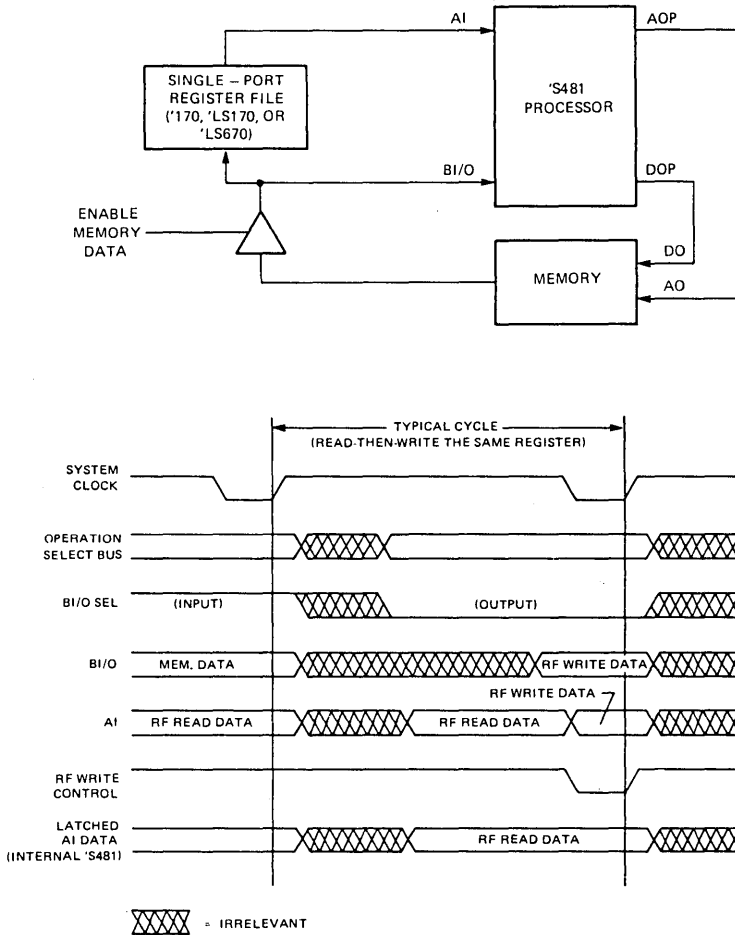 AI
AOP
SINGLE – PORT
REGISTER FILE
('170, 'LS170, OR
'LS670)
'S481
PROCESSOR
BI/O
DOP
ENABLE
MEMORY
DATA
DO
MEMORY
AO
TYPICAL CYCLE
(READ-THEN-WRITE THE SAME REGISTER)
SYSTEM
CLOCK
OPERATION
SELECT BUS
BI/O SEL
(INPUT)
(OUTPUT)
BI/O
MEM. DATA
RF WRITE DATA
RF WRITE DATA
AI
RF READ DATA
RF READ DATA
RF WRITE
CONTROL
LATCHED
AI DATA
(INTERNAL 'S481)
RF READ DATA
= IRRELEVANT